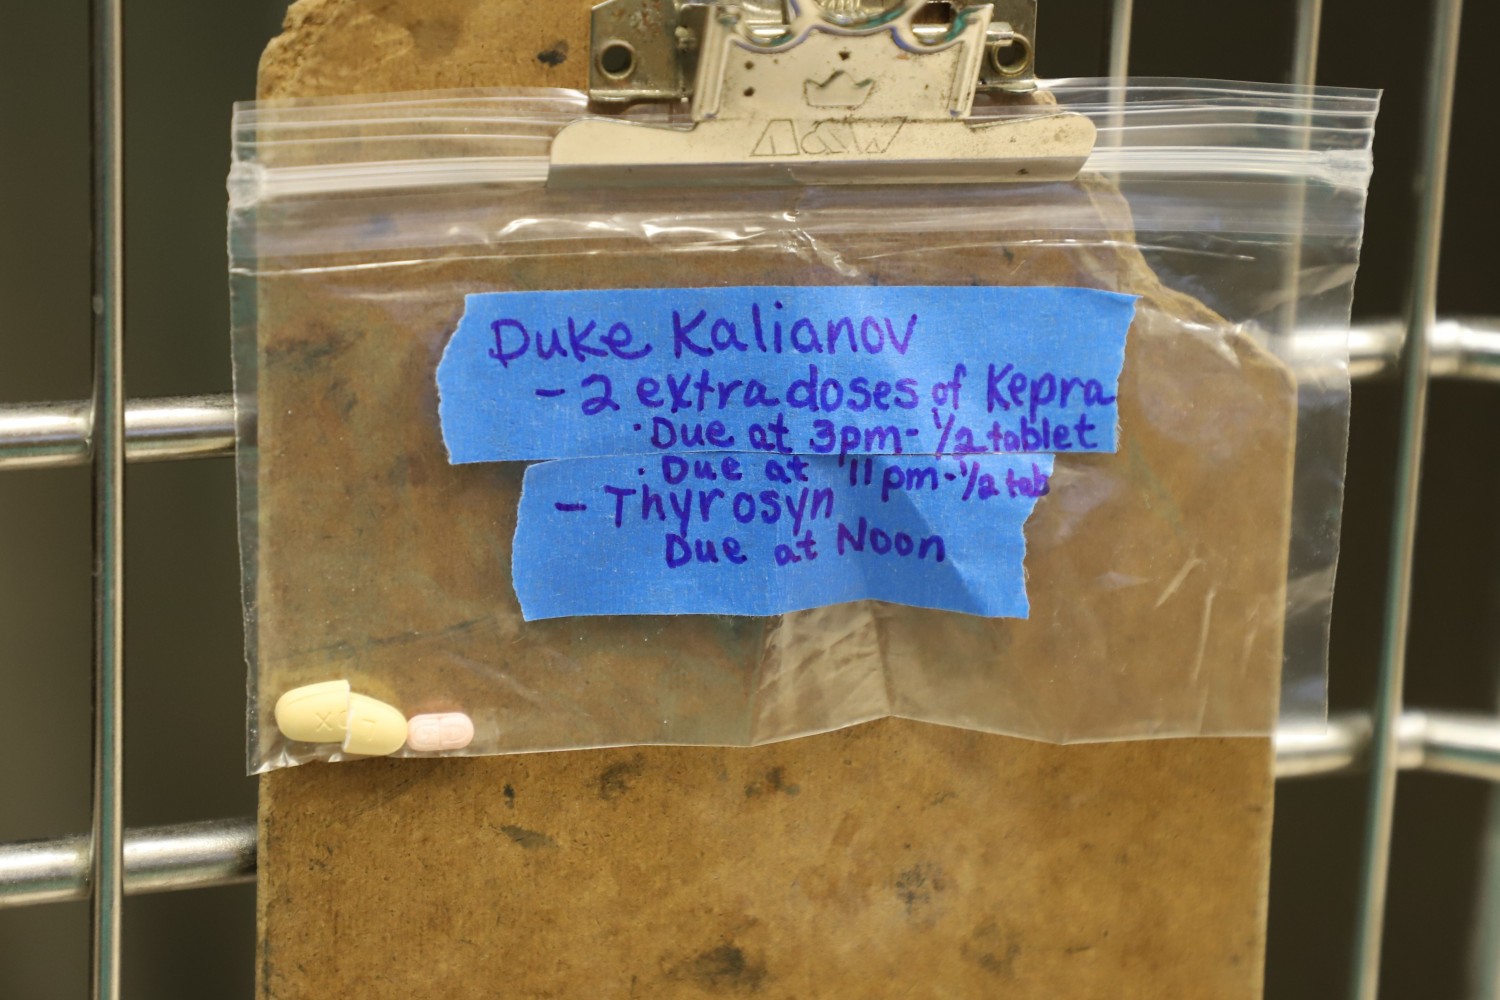 Duke Kalianov
- 2 extra doses of Kepra
· Due at 3pm - 1/2 tablet
· Due at 11pm - 1/2 tab
- Thyrosyn
Due at Noon